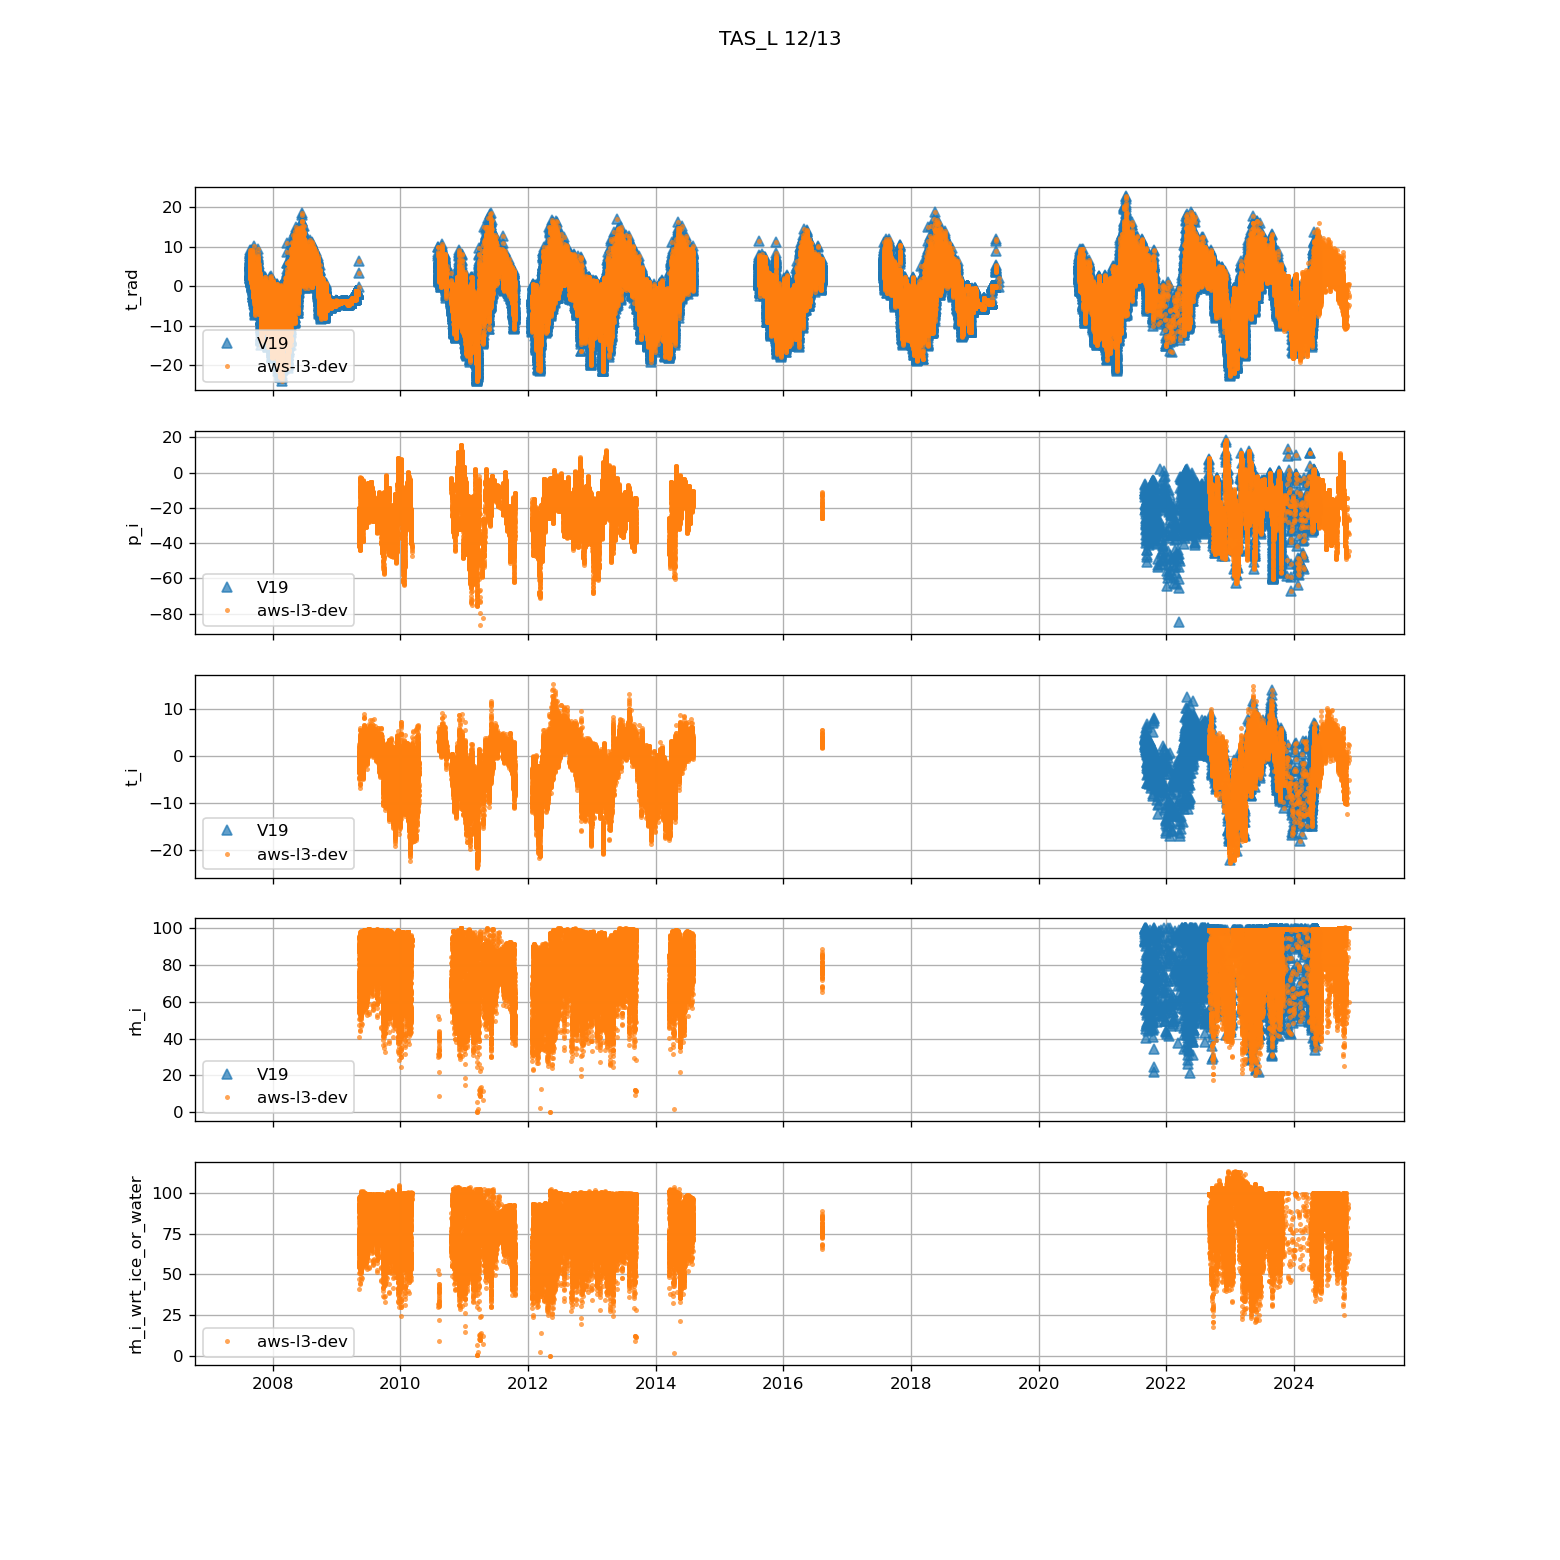 TAS_L 12/13
t_rad
20
10
0
−10
−20
V19
aws-l3-dev
p_i
20
0
−20
−40
−60
−80
V19
aws-l3-dev
t_i
10
0
−10
−20
V19
aws-l3-dev
rh_i
100
80
60
40
20
0
V19
aws-l3-dev
rh_i_wrt_ice_or_water
100
75
50
25
0
aws-l3-dev
2008 2010 2012 2014 2016 2018 2020 2022 2024